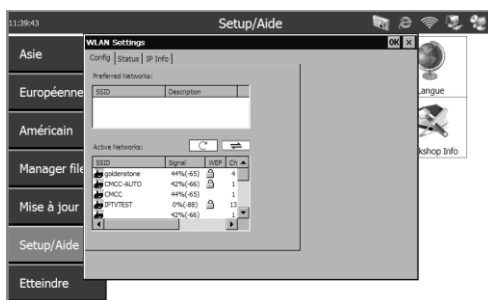 11:39:43
Setup/Aide
Asie
Européenne
Américain
Manager file
Mise à jour
Setup/Aide
Etteindre
WLAN Settings
OK
Config Status IP Info
Preferred Networks:
SSID Description
Active Networks:
SSID Signal WEP Ch
goldenstone 44%(-65) 4
CMCC-AUTO 42%(-66) 1
CMCC 44%(-65) 1
IPTVTEST 0%(-88) 13
42%(-66) 1
Langue
kshop Info